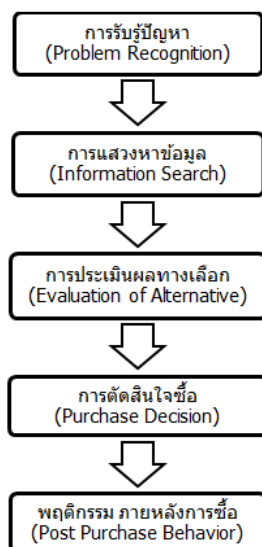 การรับรู้ปัญหา
(Problem Recognition)
การแสวงหาข้อมูล
(Information Search)
การประเมินผลทางเลือก
(Evaluation of Alternative)
การตัดสินใจซื้อ
(Purchase Decision)
พฤติกรรม ภายหลังการซื้อ
(Post Purchase Behavior)